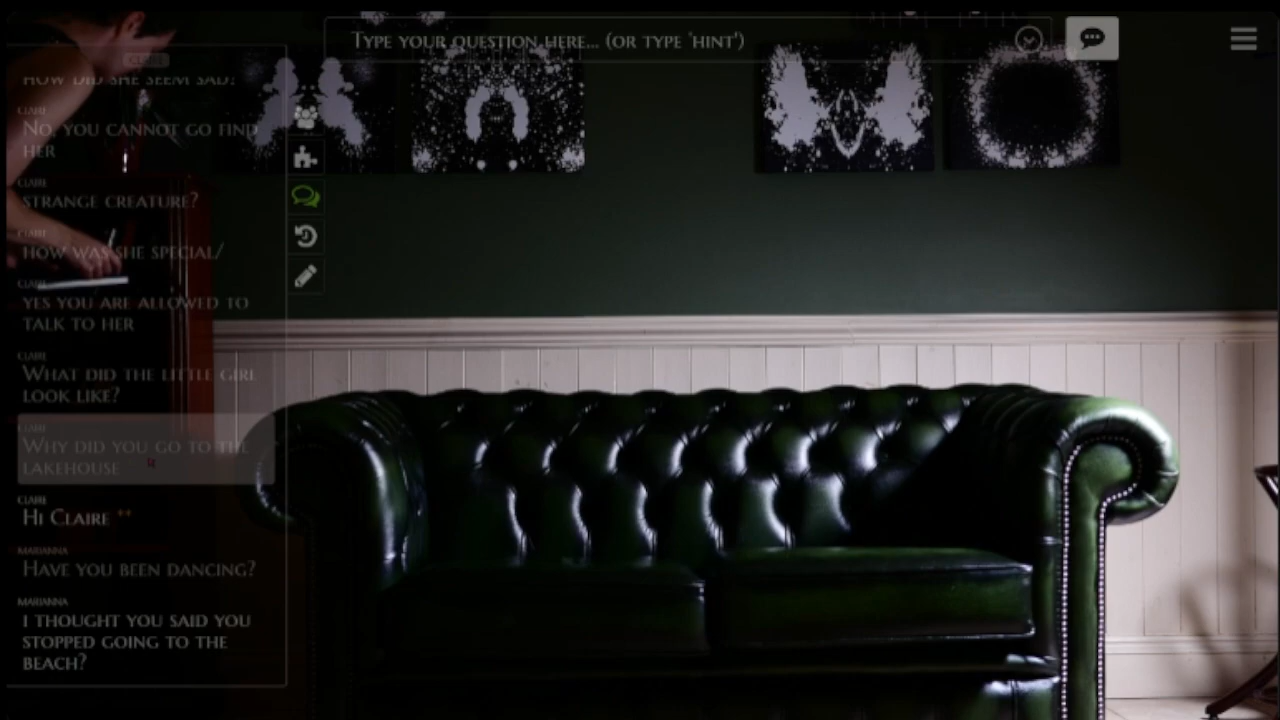 Type your question here... (or type 'hint')
CLOSE
HOW DID SHE SEEM SAD?
CLAIRE
No, you cannot go find
her
CLAIRE
strange creature?
CLAIRE
how was she special/
CLAIRE
yes you are allowed to
talk to her
CLAIRE
What did the little girl
look like?
CLAIRE
Why did you go to the
lakehouse
CLAIRE
Hi Claire **
MARIANNA
Have you been dancing?
MARIANNA
i thought you said you
stopped going to the
beach?